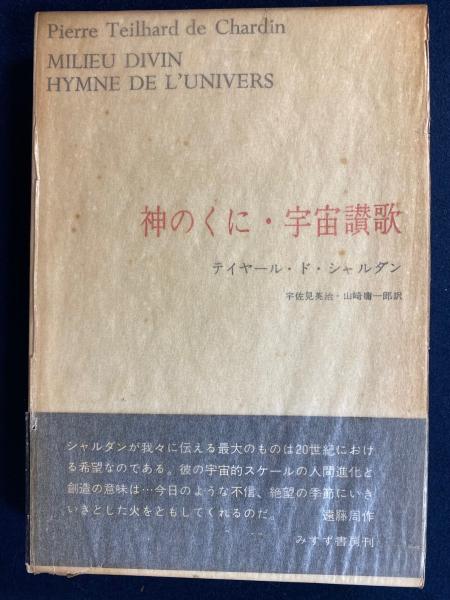 Pierre Teilhard de Chardin
MILIEU DIVIN
HYMNE DE L'UNIVERS
神のくに・宇宙讃歌
テイヤール・ド・シャルダン
宇佐見英治・山崎庸一郎訳
シャルダンが我々に伝える最大のものは20世紀におけ
る希望なのである。彼の宇宙的スケールの人間進化と
創造の意味は…今日のような不信、絶望の季節にいき
いきとした火をともしてくれるのだ。 遠藤周作
みすず書房刊